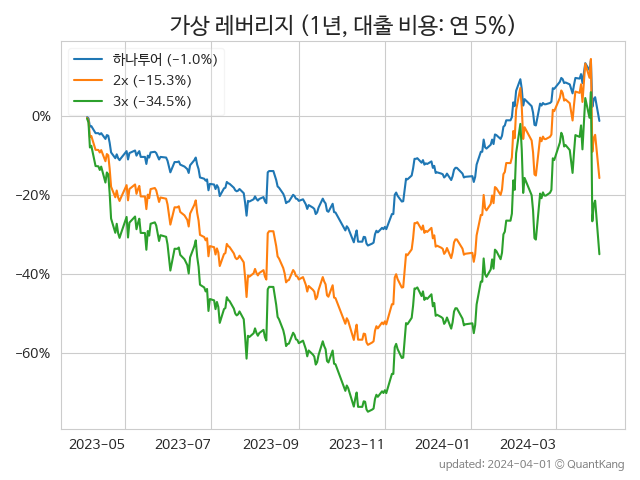 가상 레버리지 (1년, 대출 비용: 연 5%)
하나투어 (−1.0%)
2x (−15.3%)
3x (−34.5%)
0%
−20%
−40%
−60%
2023-05 2023-07 2023-09 2023-11 2024-01 2024-03
updated: 2024-04-01 © QuantKang